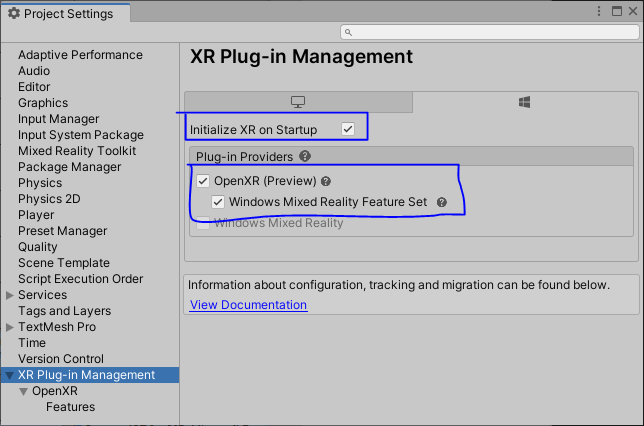 Project Settings
XR Plug-in Management
Adaptive Performance
Audio
Editor
Graphics
Input Manager
Input System Package
Mixed Reality Toolkit
Package Manager
Physics
Physics 2D
Player
Preset Manager
Quality
Scene Template
Script Execution Order
Services
Tags and Layers
TextMesh Pro
Time
Version Control
XR Plug-in Management
OpenXR
Features
Initialize XR on Startup
Plug-in Providers ?
OpenXR (Preview) ?
Windows Mixed Reality Feature Set ?
Windows Mixed Reality
Information about configuration, tracking and migration can be found below.
View Documentation